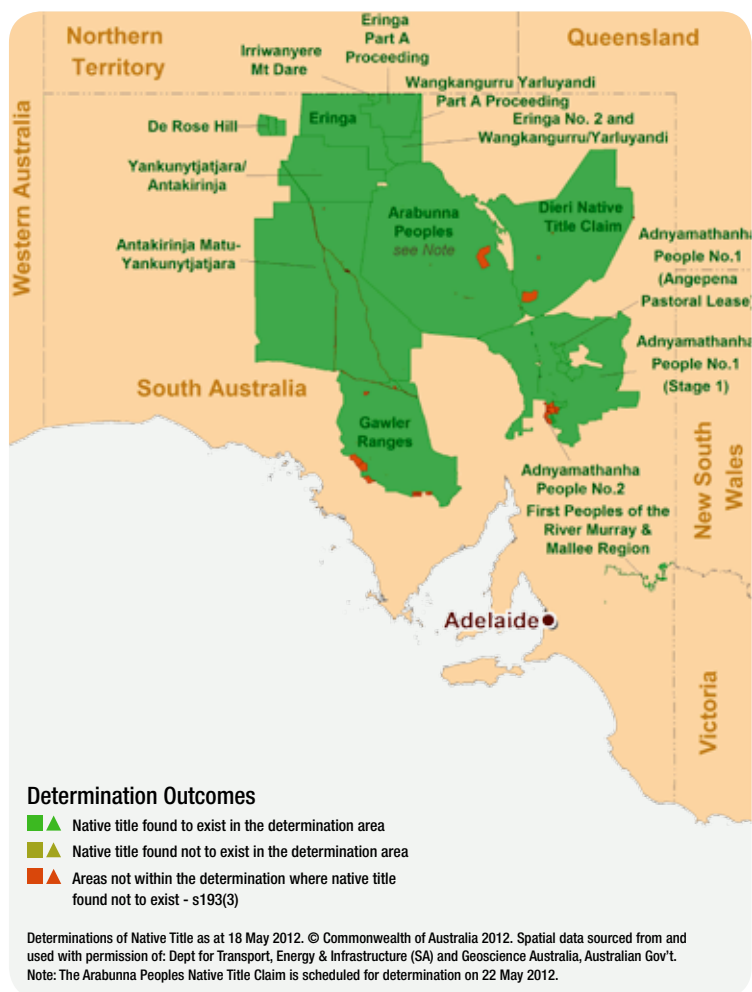 Northern
Territory
Queensland
Western Australia
Irriwanyere
Mt Dare
Eringa
Part A
Proceeding
Wangkangurru Yarluyandi
Part A Proceeding
Eringa No. 2 and
Wangkangurru/Yarluyandi
De Rose Hill
Eringa
Yankunytjatjara/
Antakirinja
Arabunna
Peoples
see Note
Dieri Native
Title Claim
Antakirinja Matu-
Yankunytjatjara
Adnyamathanha
People No.1
(Angepena
Pastoral Lease)
Adnyamathanha
People No.1
(Stage 1)
South Australia
Gawler
Ranges
New South
Wales
Adnyamathanha
People No.2
First Peoples of the
River Murray &
Mallee Region
Adelaide
Victoria
Determination Outcomes
Native title found to exist in the determination area
Native title found not to exist in the determination area
Areas not within the determination where native title
found not to exist - s193(3)
Determinations of Native Title as at 18 May 2012. © Commonwealth of Australia 2012. Spatial data sourced from and
used with permission of: Dept for Transport, Energy & Infrastructure (SA) and Geoscience Australia, Australian Gov't.
Note: The Arabunna Peoples Native Title Claim is scheduled for determination on 22 May 2012.